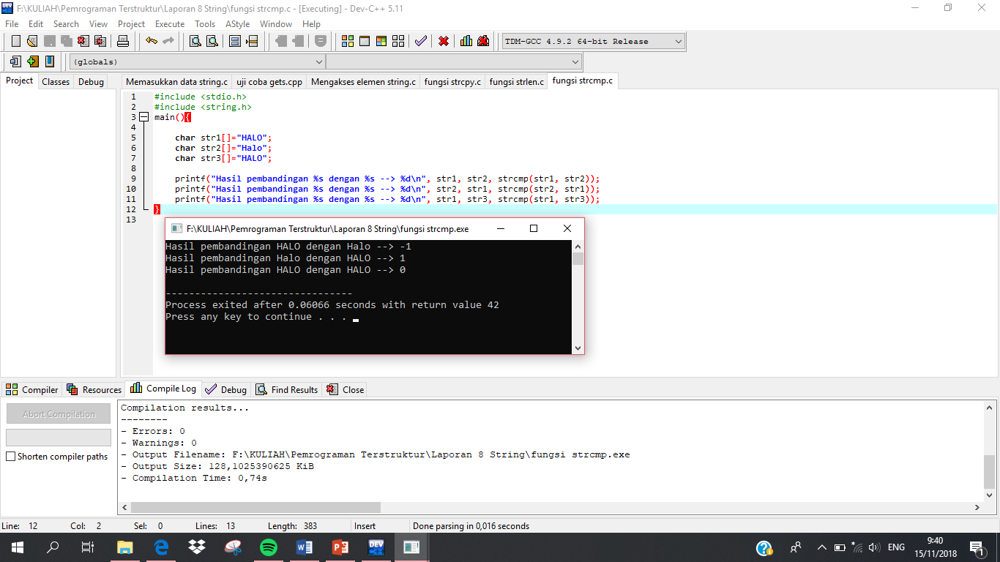 F:\KULIAH\Pemrograman Terstruktur\Laporan 8 String\fungsi strcmp.c - [Executing] - Dev-C++ 5.11
File Edit Search View Project Execute Tools AStyle Window Help
TDM-GCC 4.9.2 64-bit Release
(globals)
Project Classes Debug
Memasukkan data string.c uji coba gets.cpp Mengakses elemen string.c fungsi strcpy.c fungsi strlen.c fungsi strcmp.c
1 #include <stdio.h>
2 #include <string.h>
3 main(){
4
5 char str1[]="HALO";
6 char str2[]="Halo";
7 char str3[]="HALO";
8
9 printf("Hasil pembandingan %s dengan %s --> %d\n", str1, str2, strcmp(str1, str2));
10 printf("Hasil pembandingan %s dengan %s --> %d\n", str2, str1, strcmp(str2, str1));
11 printf("Hasil pembandingan %s dengan %s --> %d\n", str1, str3, strcmp(str1, str3));
12 }
13
F:\KULIAH\Pemrograman Terstruktur\Laporan 8 String\fungsi strcmp.exe
Hasil pembandingan HALO dengan Halo --> -1
Hasil pembandingan Halo dengan HALO --> 1
Hasil pembandingan HALO dengan HALO --> 0
--------------------------------
Process exited after 0.06066 seconds with return value 42
Press any key to continue . . .
Compiler Resources Compile Log Debug Find Results Close
Abort Compilation
Shorten compiler paths
Compilation results...
--------
- Errors: 0
- Warnings: 0
- Output Filename: F:\KULIAH\Pemrograman Terstruktur\Laporan 8 String\fungsi strcmp.exe
- Output Size: 128,1025390625 KiB
- Compilation Time: 0,74s
Line: 12 Col: 2 Sel: 0 Lines: 13 Length: 383 Insert Done parsing in 0,016 seconds
ENG
9:40
15/11/2018
1